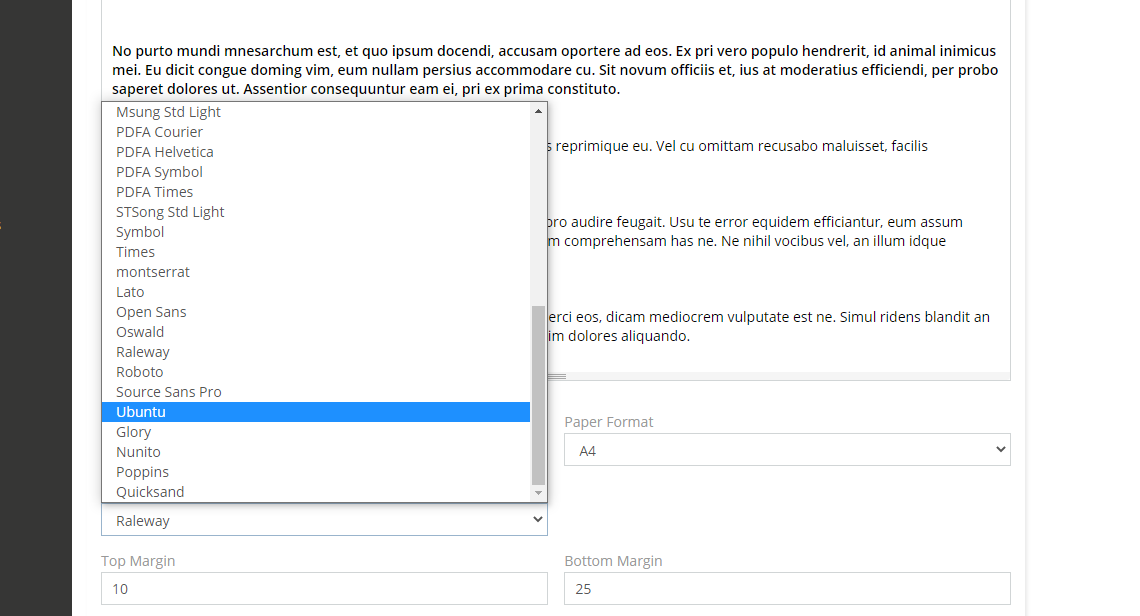 No purto mundi mnesarchum est, et quo ipsum docendi, accusam oportere ad eos. Ex pri vero populo hendrerit, id animal inimicus
mei. Eu dicit congue doming vim, eum nullam persius accommodare cu. Sit novum officiis et, ius at moderatius efficiendi, per probo
saperet dolores ut. Assentior consequuntur eam ei, pri ex prima constituto.
reprimique eu. Vel cu omittam recusabo maluisset, facilis
audire feugait. Usu te error equidem efficiantur, eum assum
comprehensam has ne. Ne nihil vocibus vel, an illum idque
eos, dicam mediocrem vulputate est ne. Simul ridens blandit an
dolores aliquando.
Msung Std Light
PDFA Courier
PDFA Helvetica
PDFA Symbol
PDFA Times
STSong Std Light
Symbol
Times
montserrat
Lato
Open Sans
Oswald
Raleway
Roboto
Source Sans Pro
Ubuntu
Glory
Nunito
Poppins
Quicksand
Raleway
Paper Format
A4
Top Margin
10
Bottom Margin
25